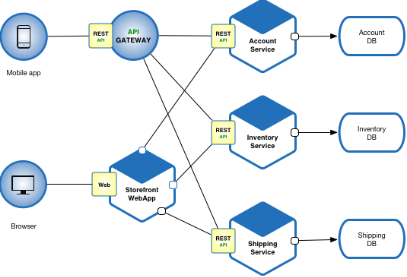 REST
API
API
GATEWAY
Mobile app
REST
API
Account
Service
Account
DB
REST
API
Inventory
Service
Inventory
DB
Web
Storefront
WebApp
Browser
REST
API
Shipping
Service
Shipping
DB